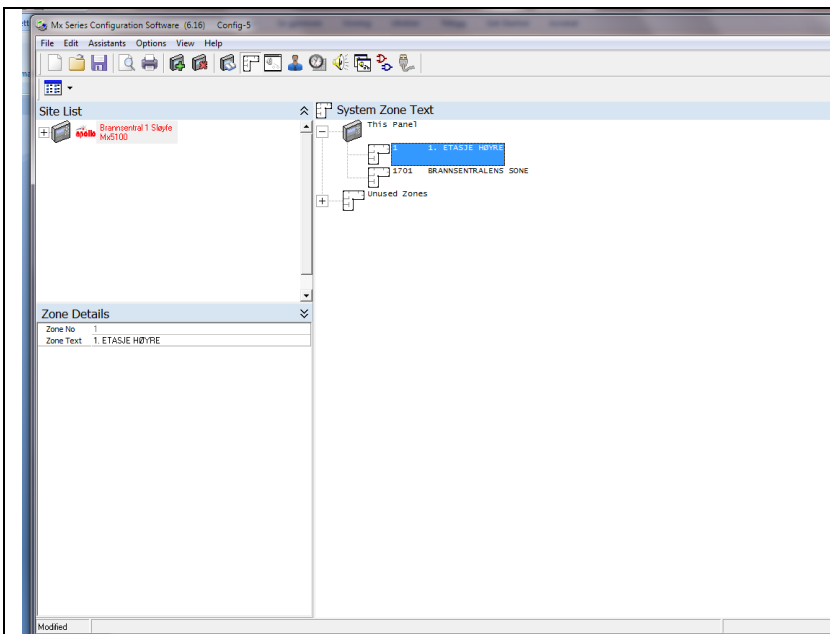 Mx Series Configuration Software (6.16) Config-5
File Edit Assistants Options View Help
Site List
Brannsentral 1 Sløyfe
apollo Mx5100
System Zone Text
This Panel
1 1. ETASJE HØYRE
1701 BRANNSENTRALENS SONE
Unused Zones
Zone Details
Zone No 1
Zone Text 1. ETASJE HØYRE
Modified